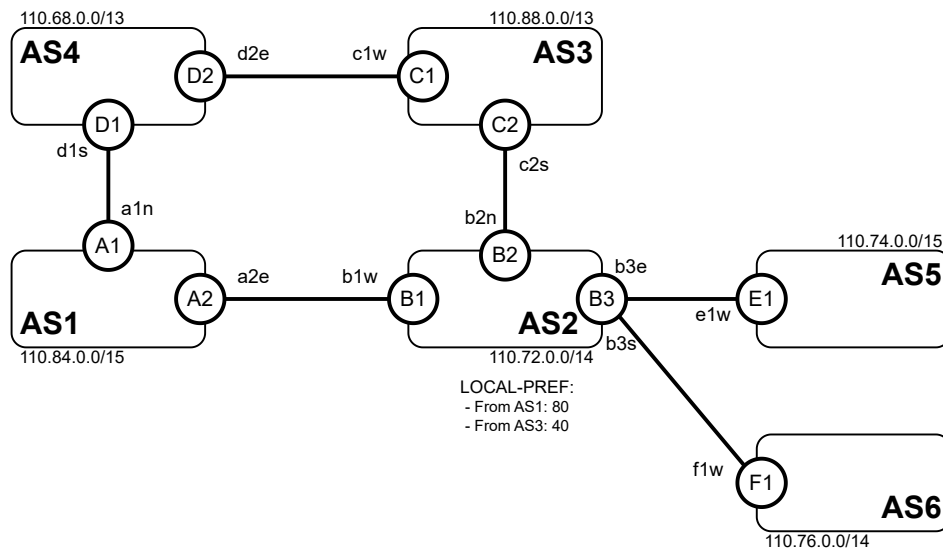 110.68.0.0/13
110.88.0.0/13
AS4
d2e
c1w
AS3
D2
C1
D1
C2
d1s
c2s
a1n
b2n
A1
B2
110.74.0.0/15
a2e
b1w
b3e
AS5
A2
B1
B3
E1
AS1
AS2
e1w
b3s
110.84.0.0/15
110.72.0.0/14
LOCAL-PREF:
- From AS1: 80
- From AS3: 40
f1w
F1
AS6
110.76.0.0/14